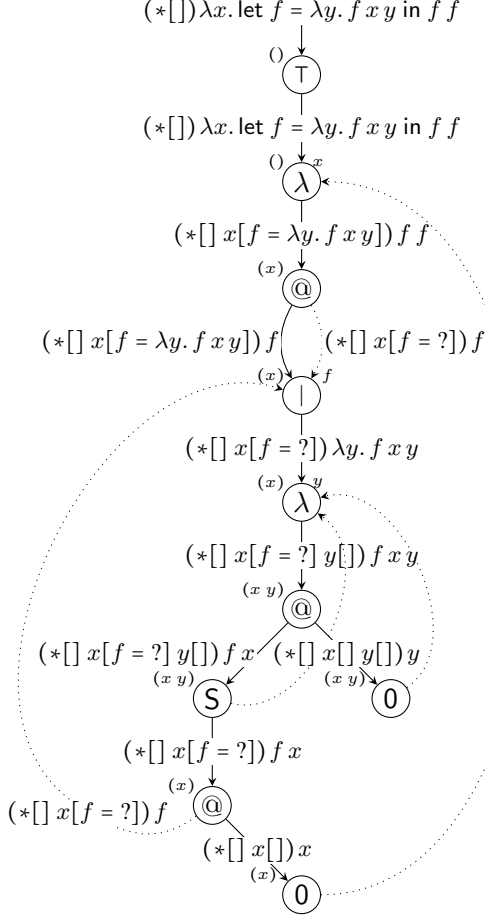 (*[]) λx. let f = λy. f x y in f f
()
⊤
(*[]) λx. let f = λy. f x y in f f
() x
λ
(*[] x[f = λy. f x y]) f f
(x)
@
(*[] x[f = λy. f x y]) f (*[] x[f = ?]) f
(x) f
|
(*[] x[f = ?]) λy. f x y
(x) y
λ
(*[] x[f = ?] y[]) f x y
(x y)
@
(*[] x[f = ?] y[]) f x (*[] x[] y[]) y
(x y) (x y)
S 0
(*[] x[f = ?]) f x
(x)
@
(*[] x[f = ?]) f
(*[] x[]) x
(x)
0